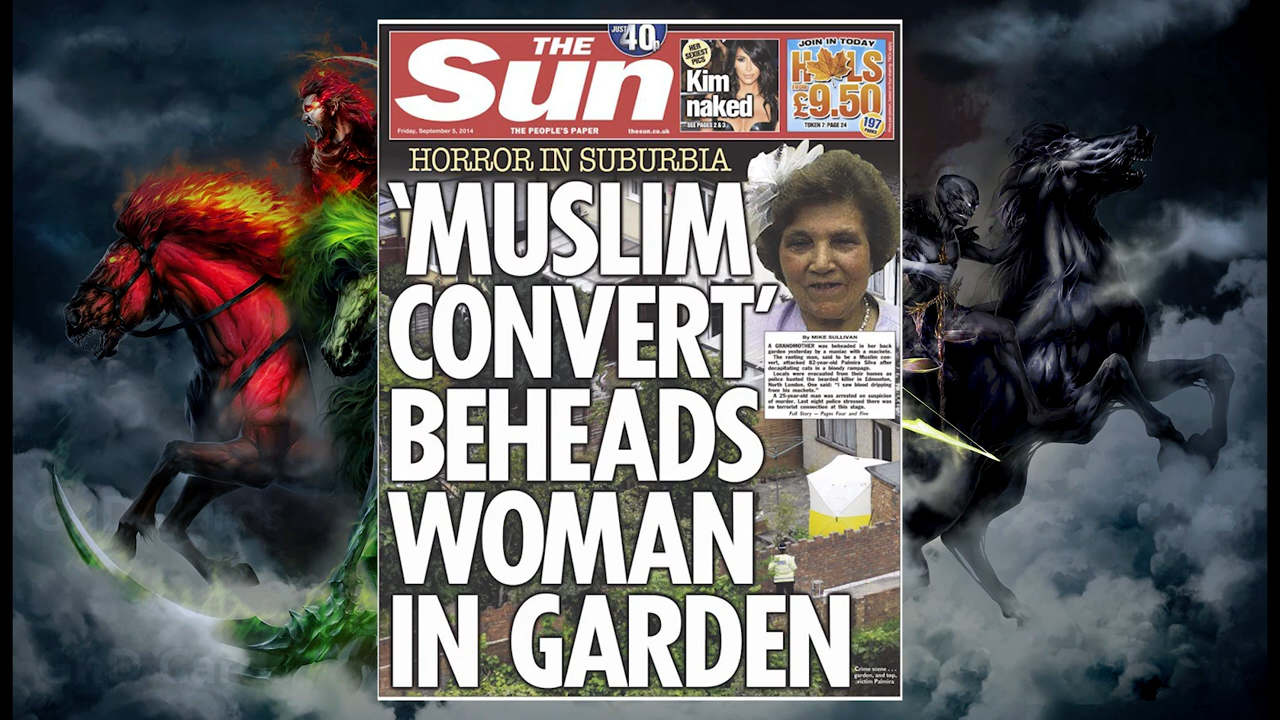 JUST 40p
THE
Sun
Friday, September 5, 2014
THE PEOPLE'S PAPER
thesun.co.uk
HER SEXIEST PICS
Kim
naked
SEE PAGES 2 & 3
JOIN IN TODAY
HOLS
FROM £9.50
TOKEN 7: PAGE 24
197 PARKS
HORROR IN SUBURBIA
'MUSLIM
CONVERT'
BEHEADS
WOMAN
IN GARDEN
By MIKE SULLIVAN
A GRANDMOTHER was beheaded in her back
garden yesterday by a maniac with a machete.
The ranting man, said to be a Muslim con-
vert, attacked 82-year-old Palmira Silva after
decapitating cats in a bloody rampage.
Locals were evacuated from their homes as
police hunted the bearded killer in Edmonton,
North London. One said: "I saw blood dripping
from his machete."
A 25-year-old man was arrested on suspicion
of murder. Last night police stressed there was
no terrorist connection at this stage.
Full Story — Pages Four and Five
Crime scene . . .
garden, and top,
victim Palmira